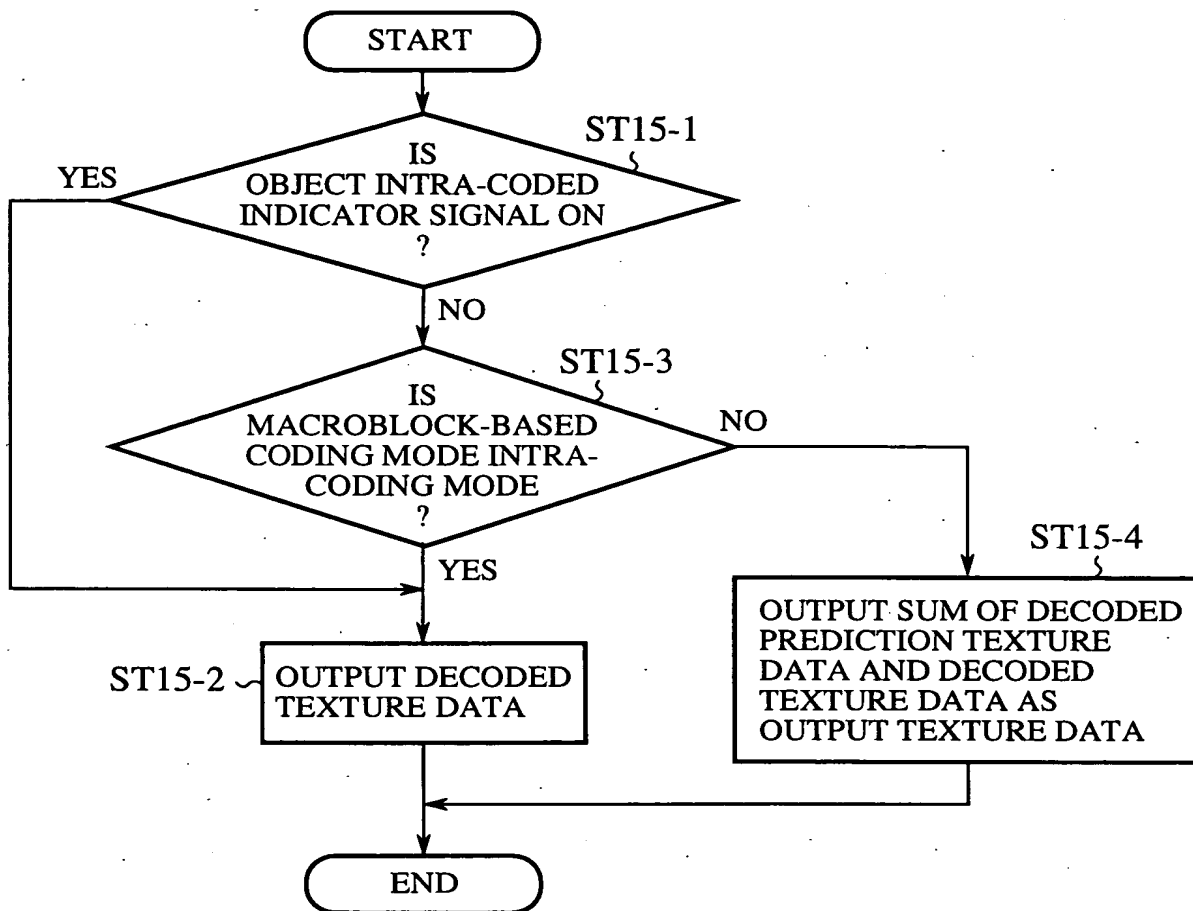 START
ST15-1
IS
OBJECT INTRA-CODED
INDICATOR SIGNAL ON
?
YES
NO
ST15-3
IS
MACROBLOCK-BASED
CODING MODE INTRA-
CODING MODE
?
NO
YES
ST15-4
OUTPUT SUM OF DECODED
PREDICTION TEXTURE
DATA AND DECODED
TEXTURE DATA AS
OUTPUT TEXTURE DATA
ST15-2
OUTPUT DECODED
TEXTURE DATA
END